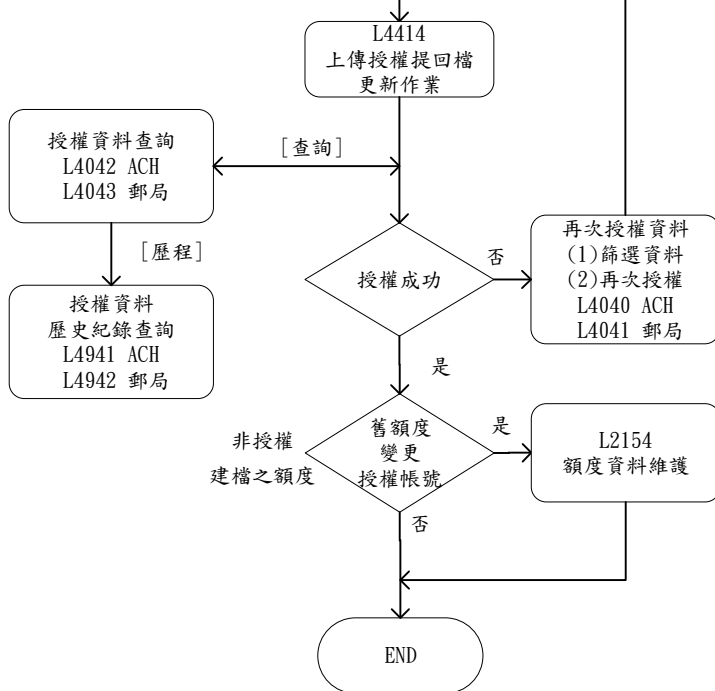 L4414
上傳授權提回檔
更新作業
[查詢]
授權資料查詢
L4042 ACH
L4043 郵局
[歷程]
授權資料
歷史紀錄查詢
L4941 ACH
L4942 郵局
授權成功
否
再次授權資料
(1)篩選資料
(2)再次授權
L4040 ACH
L4041 郵局
是
非授權
建檔之額度
舊額度
變更
授權帳號
是
L2154
額度資料維護
否
END